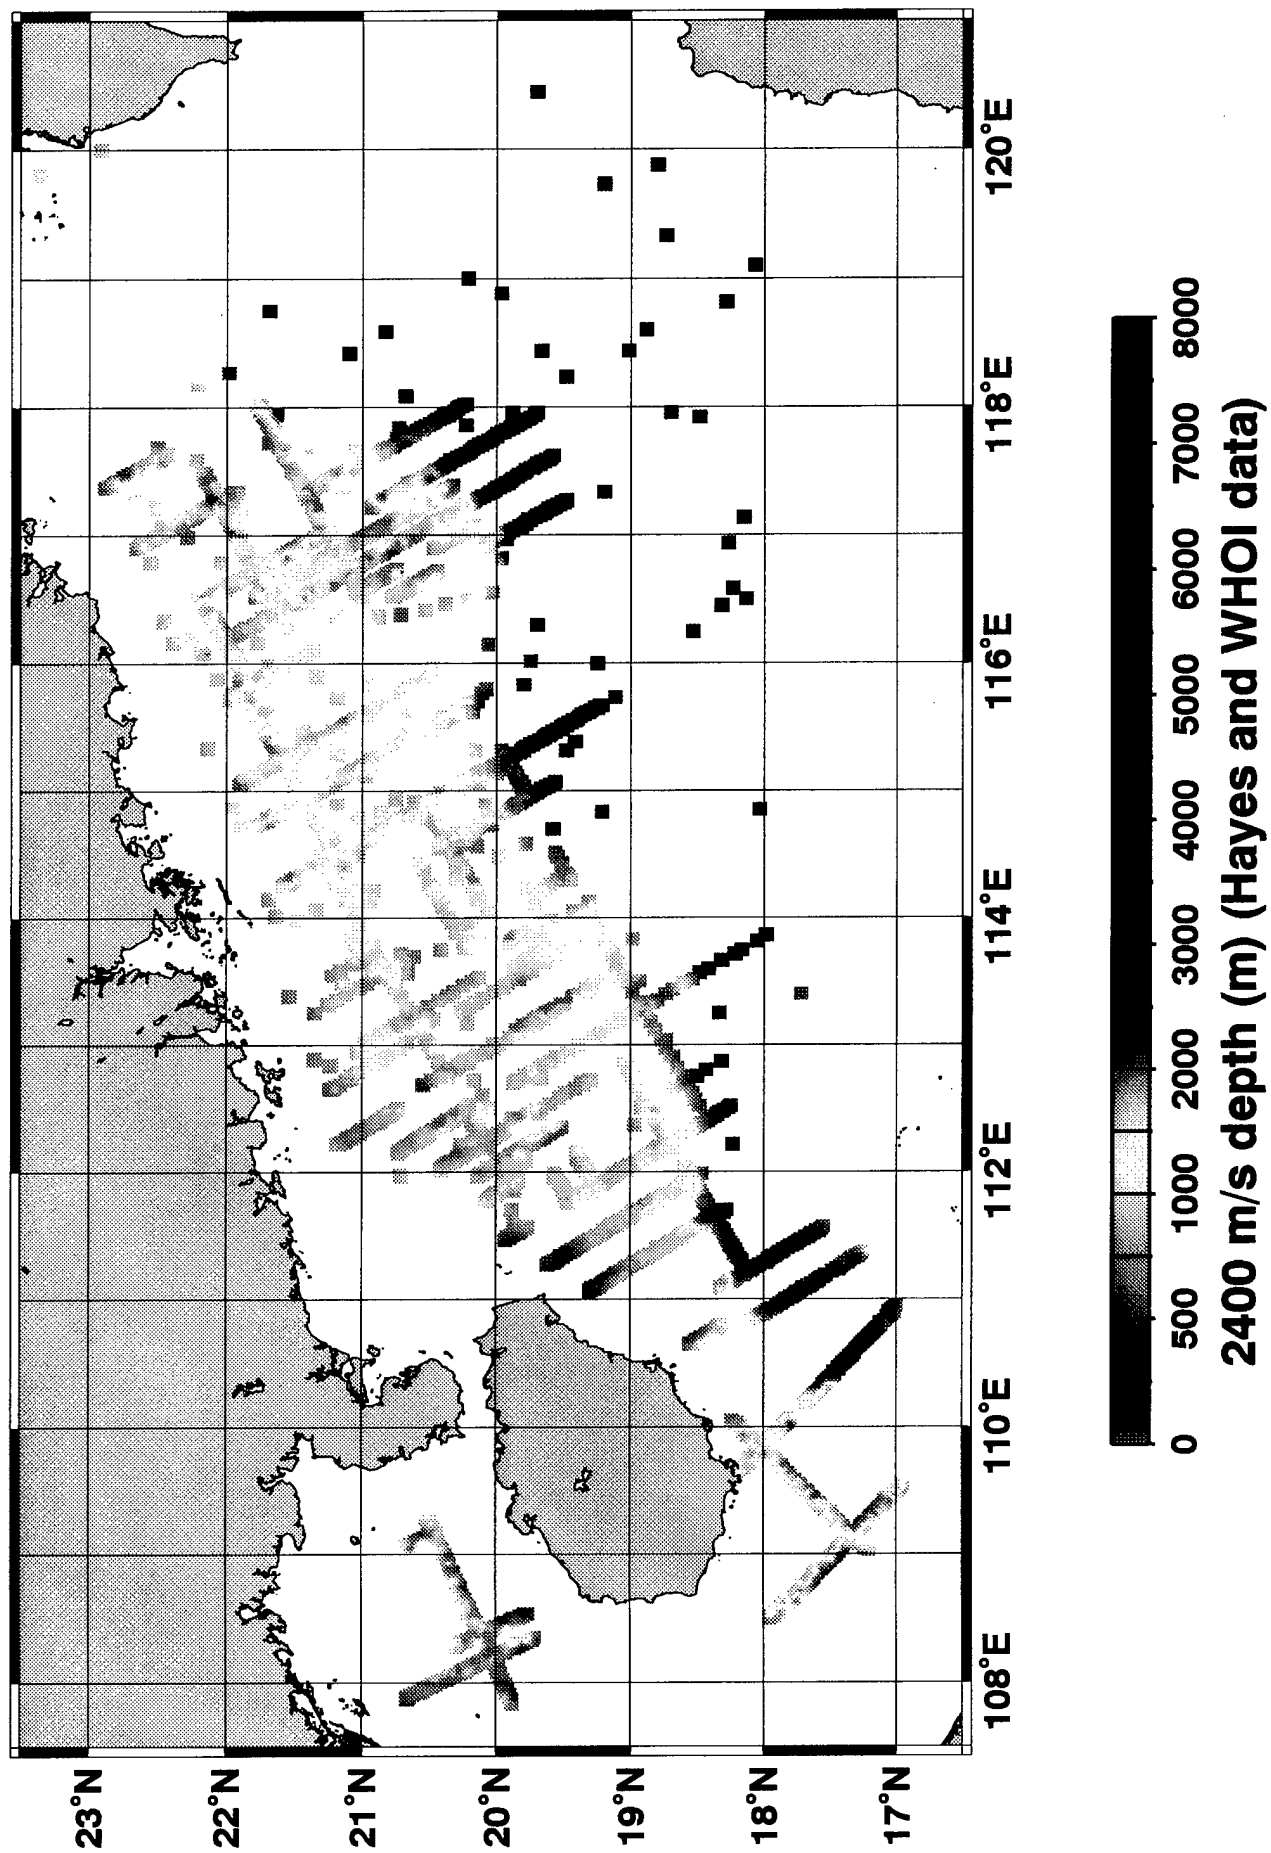 23°N
22°N
21°N
20°N
19°N
18°N
17°N
108°E
110°E
112°E
114°E
116°E
118°E
120°E
0
500
1000
2000
3000
4000
5000
6000
7000
8000
2400 m/s depth (m) (Hayes and WHOI data)